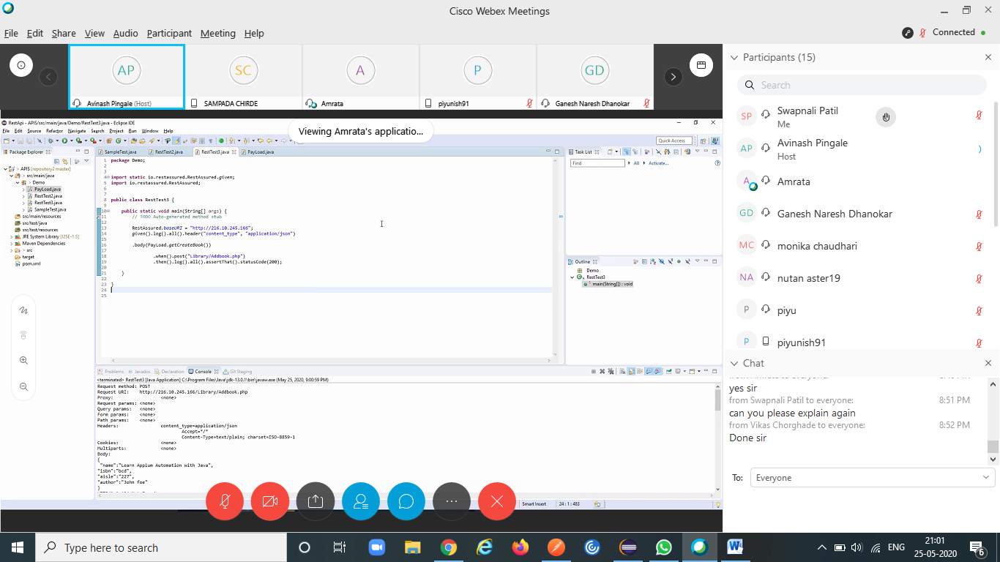 Cisco Webex Meetings
File Edit Share View Audio Participant Meeting Help
Connected
AP
SC
A
P
GD
Avinash Pingale (Host)
SAMPADA CHIRDE
Amrata
piyunish91
Ganesh Naresh Dhanokar
RestApi - APIS/src/main/java/Demo/RestTest3.java - Eclipse IDE
Viewing Amrata's applicatio...
File Edit Source Refactor Navigate Search Project Run Window Help
Quick Access
Package Explorer
APIS [repository2 master]
src/main/java
Demo
PayLoad.java
RestTest2.java
RestTest3.java
SampleTest.java
src/main/resources
src/test/java
src/test/resources
JRE System Library [J2SE-1.5]
Maven Dependencies
src
target
pom.xml
SampleTest.java RestTest2.java RestTest3.java PayLoad.java
1 package Demo;
2
3
4 import static io.restassured.RestAssured.given;
5 import io.restassured.RestAssured;
6
7
8 public class RestTest3 {
9
10 public static void main(String[] args) {
11 // TODO Auto-generated method stub
12
13 RestAssured.baseURI = "http://216.10.245.166";
14 given().log().all().header("content_type", "application/json")
15
16 .body(PayLoad.getCreateBook())
17
18 .when().post("Library/Addbook.php")
19 .then().log().all().assertThat().statusCode(200);
20
21 }
22
23 }
24
25
Task List
Find
All
Activate...
Outline
Demo
RestTest3
main(String[]) : void
Problems Javadoc Declaration Console Git Staging
<terminated> RestTest3 [Java Application] C:\Program Files\Java\jdk-13.0.1\bin\javaw.exe (May 25, 2020, 9:00:59 PM)
Request method: POST
Request URI: http://216.10.245.166/Library/Addbook.php
Proxy: <none>
Request params: <none>
Query params: <none>
Form params: <none>
Path params: <none>
Headers: content_type=application/json
Accept=*/*
Content-Type=text/plain; charset=ISO-8859-1
Cookies: <none>
Multiparts: <none>
Body:
{
"name":"Learn Appium Automation with Java",
"isbn":"bcd",
"aisle":"227",
"author":"John foe"
}
Smart Insert
24 : 1 : 483
Participants (15)
Search
SP
Swapnali Patil
Me
AP
Avinash Pingale
Host
A
Amrata
GD
Ganesh Naresh Dhanokar
MC
monika chaudhari
NA
nutan aster19
P
piyu
P
piyunish91
Chat
yes sir
from Swapnali Patil to everyone: 8:51 PM
can you please explain again
from Vikas Chorghade to everyone: 8:52 PM
Done sir
To:
Everyone
Type here to search
ENG
21:01
25-05-2020
6